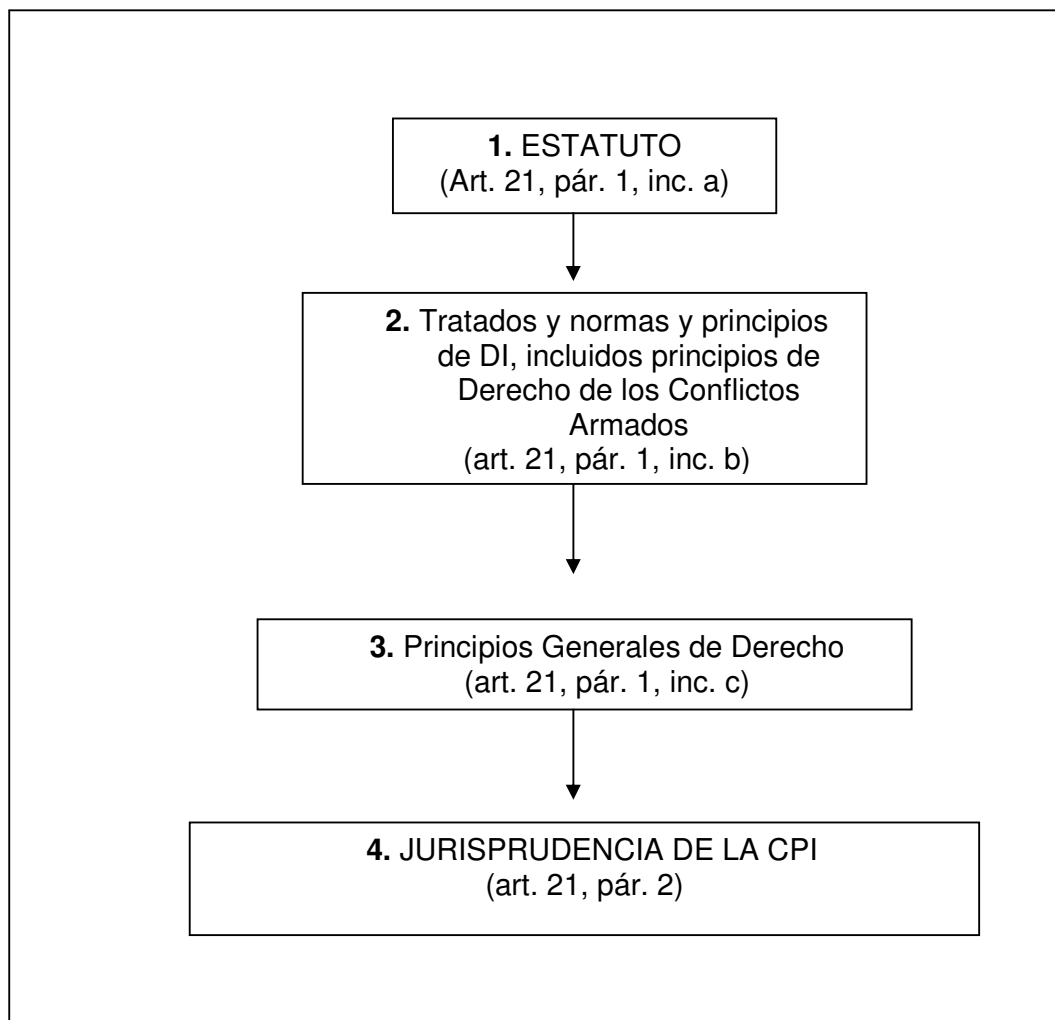 1. ESTATUTO
(Art. 21, pár. 1, inc. a)
2. Tratados y normas y principios
de DI, incluidos principios de
Derecho de los Conflictos
Armados
(art. 21, pár. 1, inc. b)
3. Principios Generales de Derecho
(art. 21, pár. 1, inc. c)
4. JURISPRUDENCIA DE LA CPI
(art. 21, pár. 2)